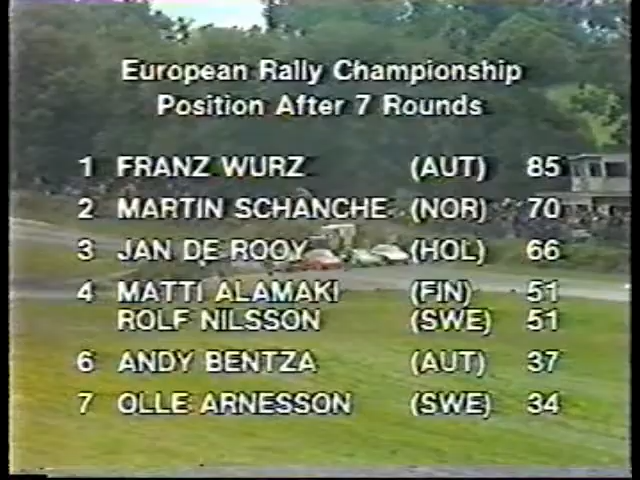 European Rally Championship
Position After 7 Rounds
1 FRANZ WURZ (AUT) 85
2 MARTIN SCHANCHE (NOR) 70
3 JAN DE ROOY (HOL) 66
4 MATTI ALAMAKI (FIN) 51
ROLF NILSSON (SWE) 51
6 ANDY BENTZA (AUT) 37
7 OLLE ARNESSON (SWE) 34